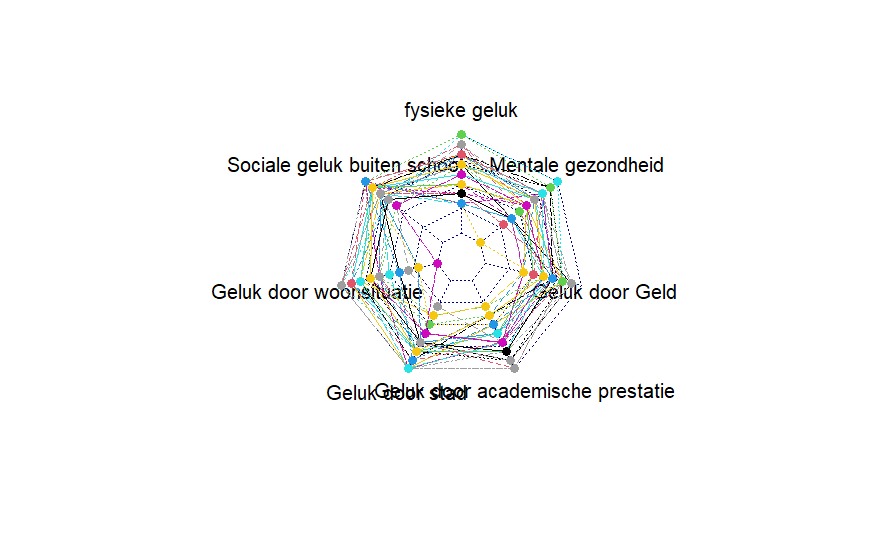 fysieke geluk
Sociale geluk buiten school
Mentale gezondheid
Geluk door woonsituatie
Geluk door Geld
Geluk door stad
Geluk door academische prestatie